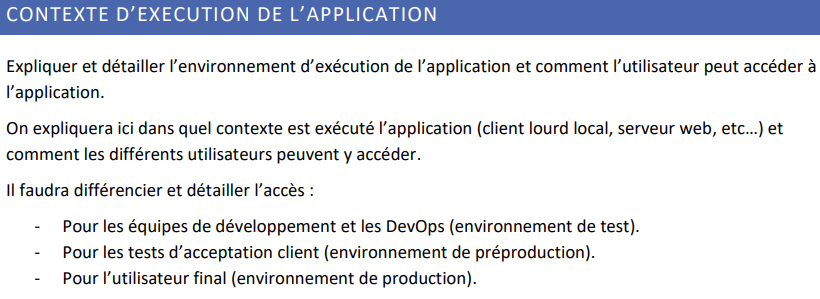 CONTEXTE D’EXECUTION DE L’APPLICATION
Expliquer et détailler l’environnement d’exécution de l’application et comment l’utilisateur peut accéder à
l’application.
On expliquera ici dans quel contexte est exécuté l’application (client lourd local, serveur web, etc…) et
comment les différents utilisateurs peuvent y accéder.
Il faudra différencier et détailler l’accès :
- Pour les équipes de développement et les DevOps (environnement de test).
- Pour les tests d’acceptation client (environnement de préproduction).
- Pour l’utilisateur final (environnement de production).